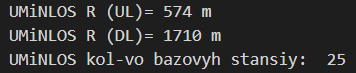 UMiNLOS R (UL)= 574 m
UMiNLOS R (DL)= 1710 m
UMiNLOS kol-vo bazovyh stansiy:  25